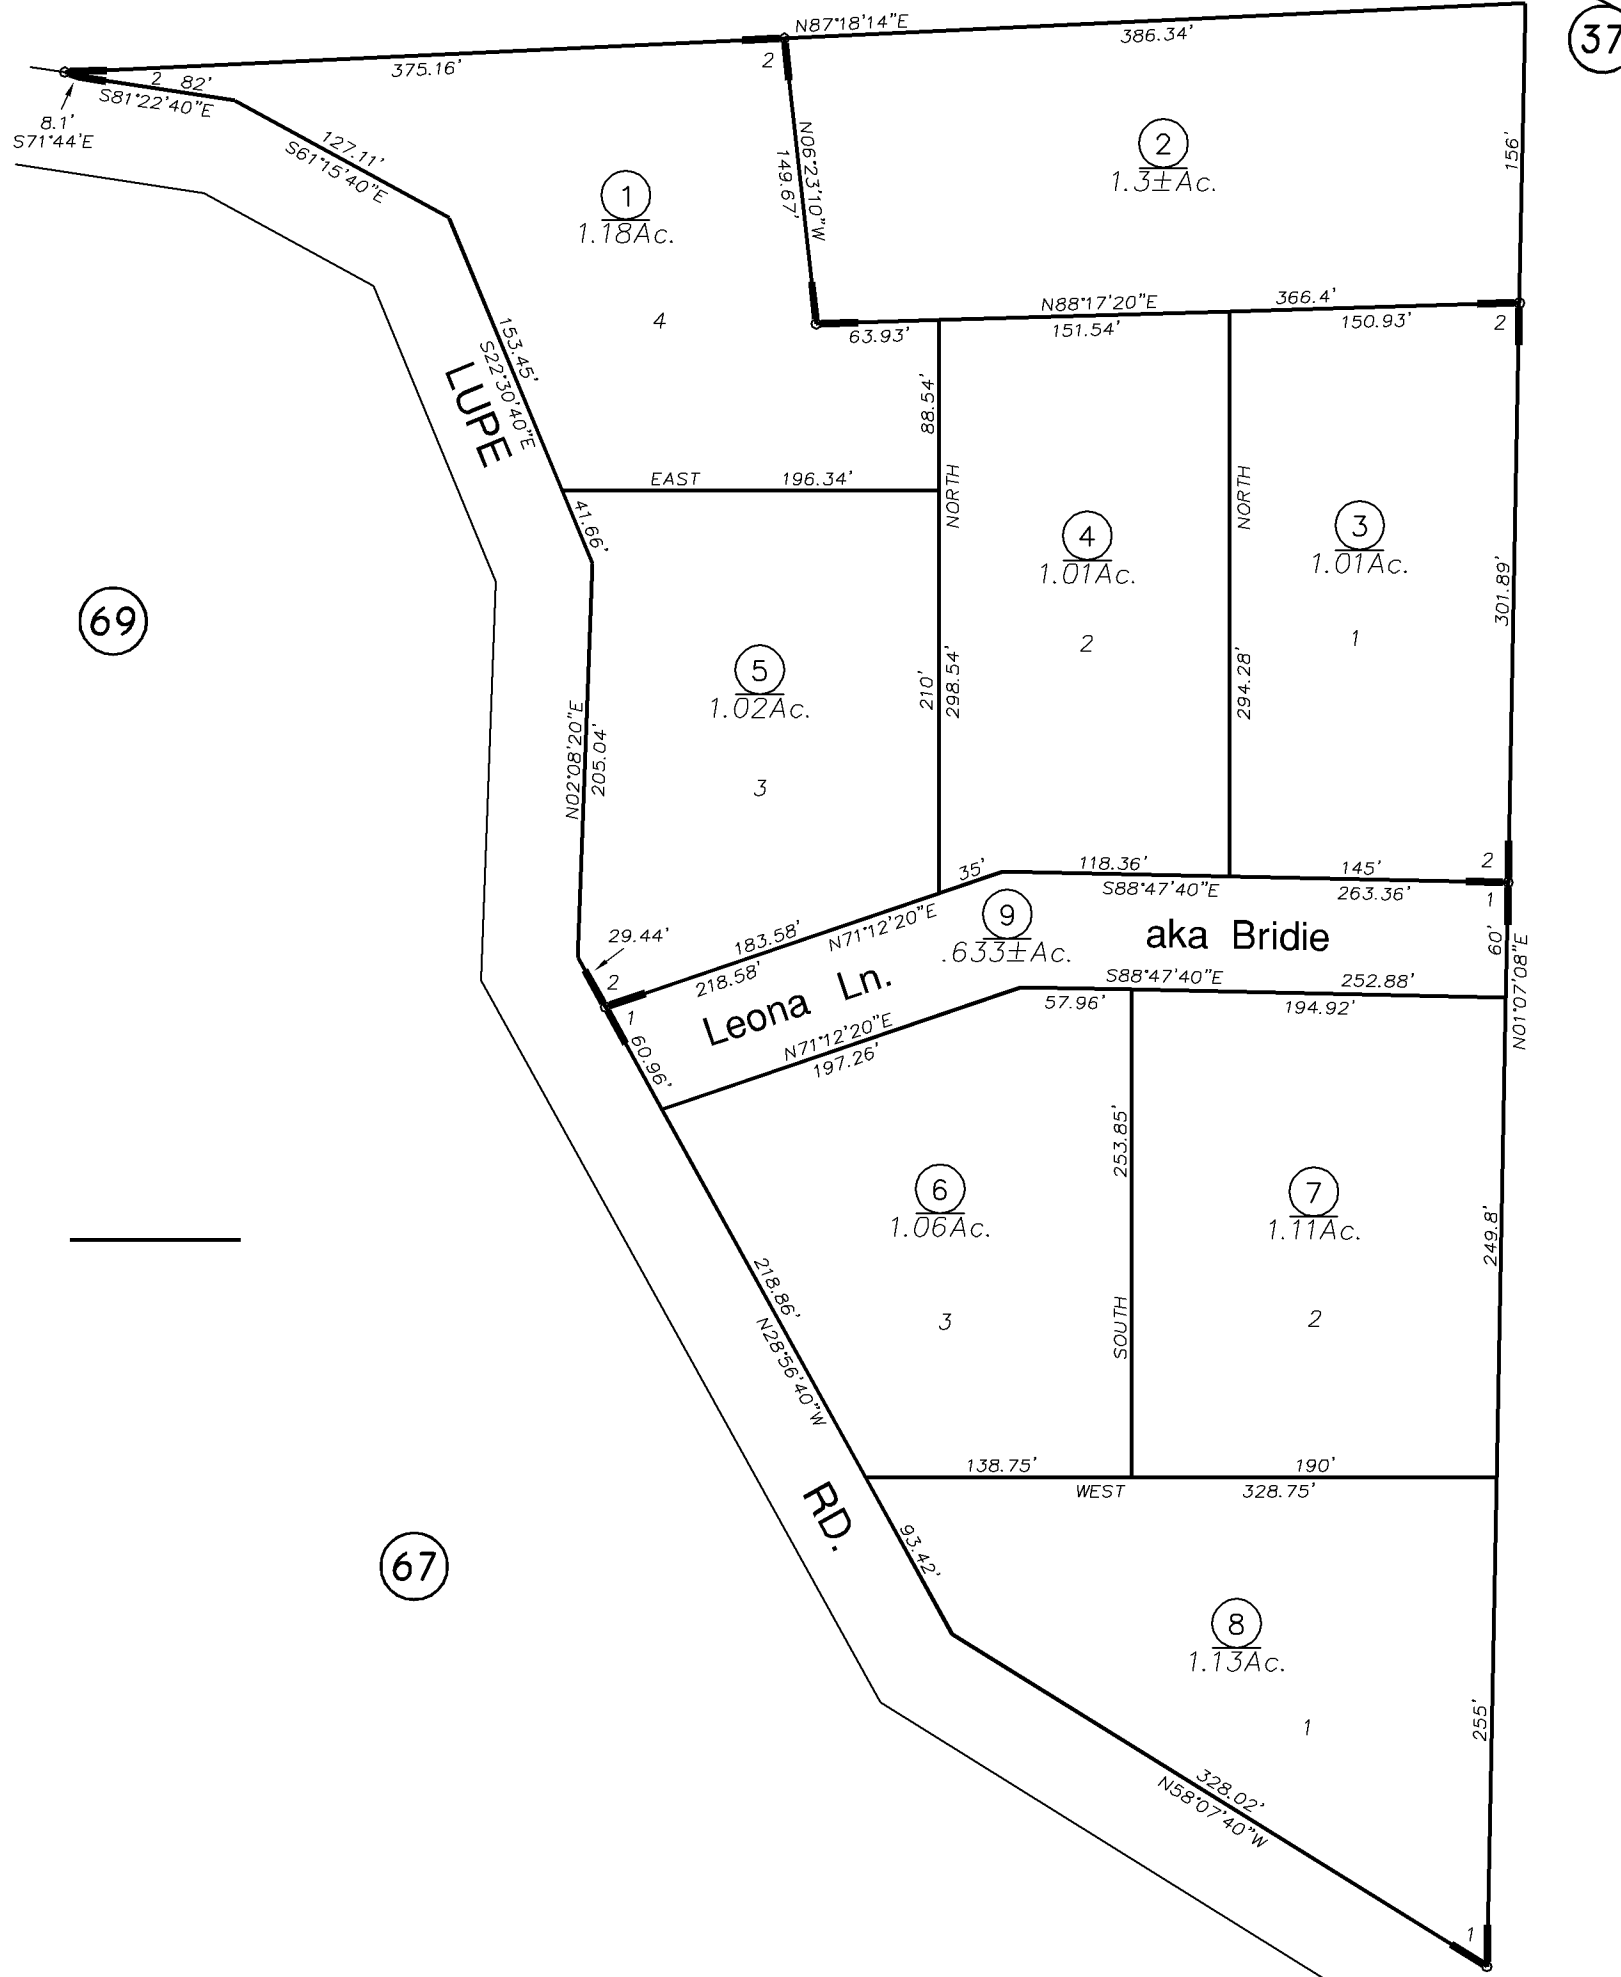 N87°18'14"E
386.34'
37
375.16'
2
2
82'
S81°22'40"E
8.1'
S71°44'E
127.11'
S61°15'40"E
N06°23'10"W
149.67'
2
1.3±Ac.
156'
1
1.18Ac.
4
N88°17'20"E
366.4'
63.93'
151.54'
150.93'
2
153.45'
S22°30'40"E
LUPE
88.54'
EAST
196.34'
NORTH
NORTH
41.66'
4
1.01Ac.
2
3
1.01Ac.
1
301.89'
69
5
1.02Ac.
3
210'
298.54'
294.28'
N02°08'20"E
205.04'
35'
118.36'
145'
2
S88°47'40"E
263.36'
1
29.44'
183.58'
N71°12'20"E
9
.633±Ac.
aka Bridie
60'
N01°07'08"E
2
218.58'
Leona Ln.
S88°47'40"E
252.88'
1
57.96'
194.92'
60.96'
N71°12'20"E
197.26'
253.85'
6
1.06Ac.
3
7
1.11Ac.
2
249.8'
SOUTH
218.86'
N28°56'40"W
138.75'
190'
WEST
328.75'
RD.
93.42'
67
8
1.13Ac.
1
255'
328.02'
N58°07'40"W
1